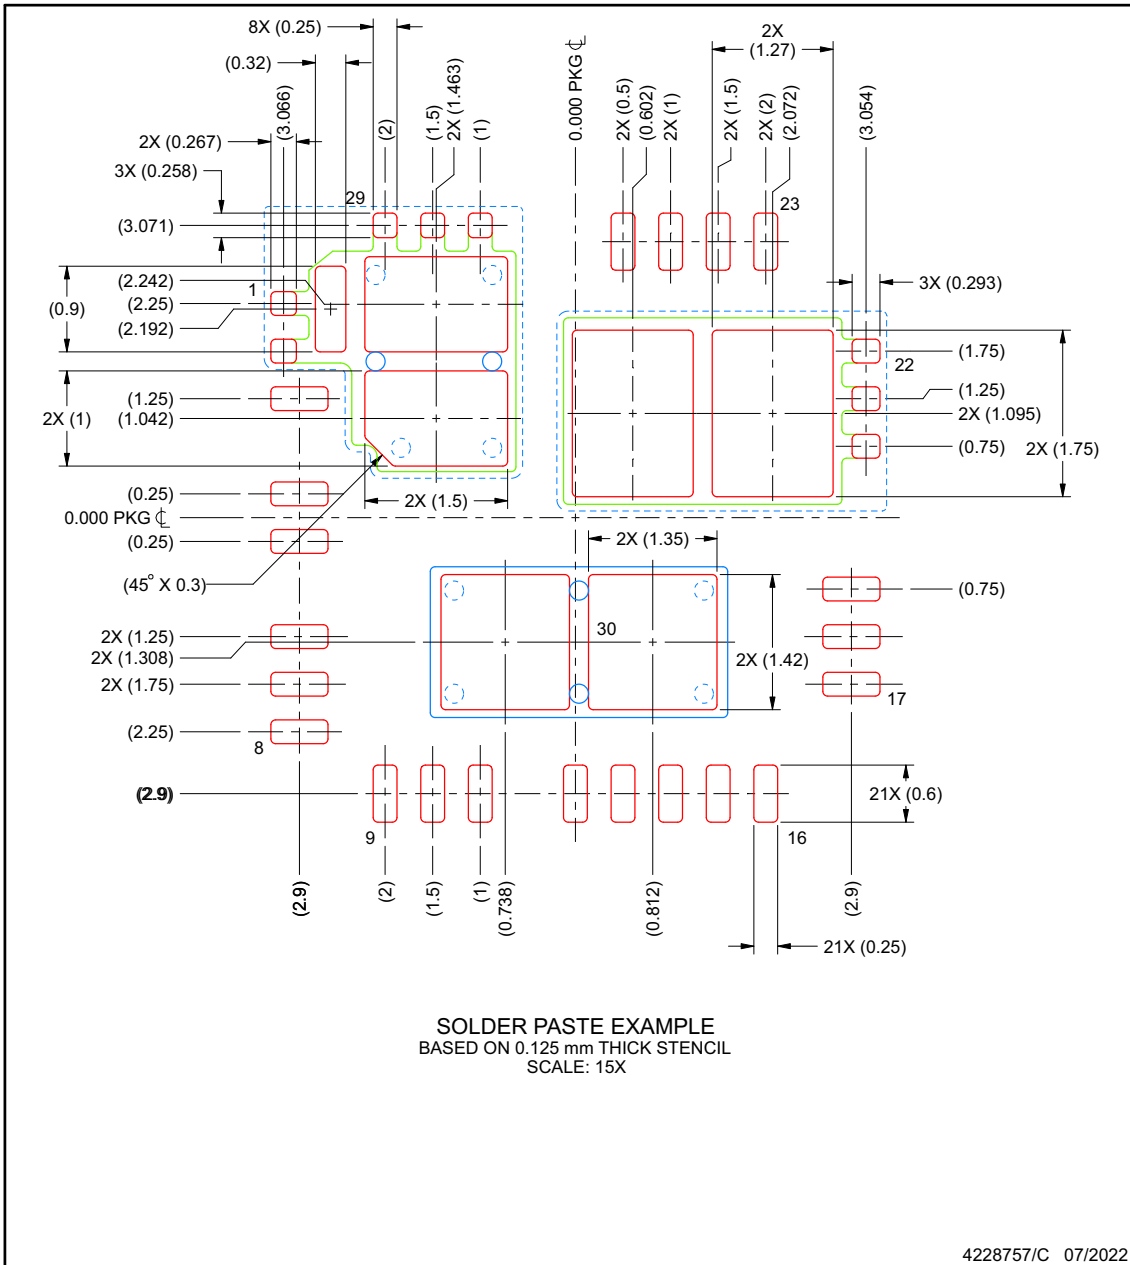 8X (0.25)
(0.32)
(3.066)
2X (0.267)
3X (0.258)
(2)
(1.5)
2X (1.463)
(1)
0.000 PKG ℄
2X (0.5)
(0.602)
2X (1)
2X
(1.27)
2X (1.5)
2X (2)
(2.072)
(3.054)
29
23
(3.071)
(2.242)
1
(2.25)
(0.9)
(2.192)
3X (0.293)
22
(1.75)
(1.25)
(1.25)
2X (1)
(1.042)
2X (1.095)
(0.75)
2X (1.75)
(0.25)
2X (1.5)
0.000 PKG ℄
(0.25)
2X (1.35)
(45° X 0.3)
(0.75)
2X (1.25)
30
2X (1.308)
2X (1.42)
2X (1.75)
17
(2.25)
8
(2.9)
21X (0.6)
9
16
(2.9)
(2)
(1.5)
(1)
(0.738)
(0.812)
(2.9)
21X (0.25)
SOLDER PASTE EXAMPLE
BASED ON 0.125 mm THICK STENCIL
SCALE: 15X
4228757/C 07/2022